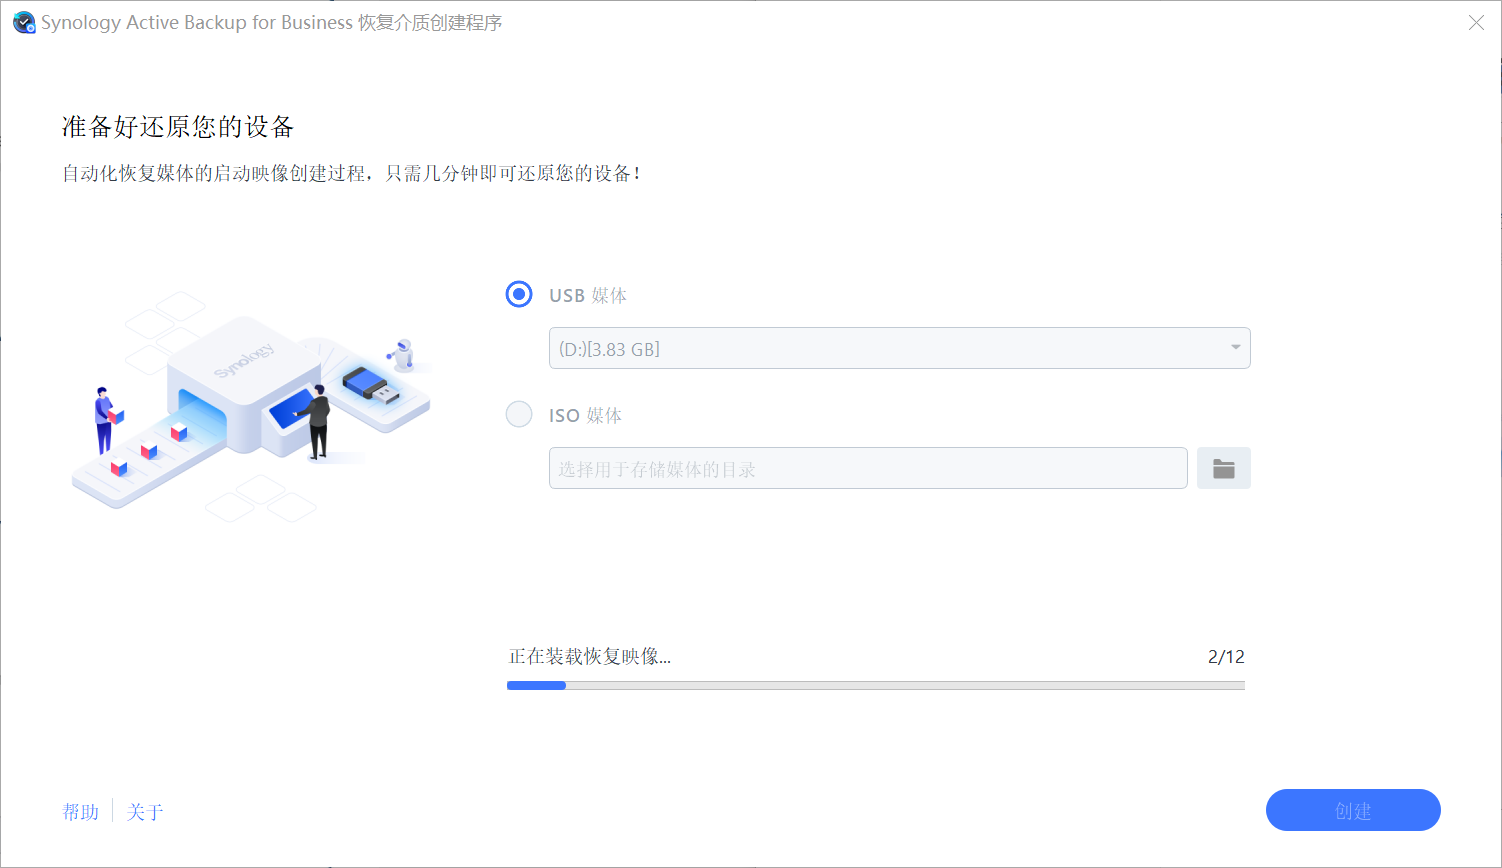 Synology Active Backup for Business 恢复介质创建程序
准备好还原您的设备
自动化恢复媒体的启动映像创建过程，只需几分钟即可还原您的设备！
Synology
USB 媒体
(D:)[3.83 GB]
ISO 媒体
选择用于存储媒体的目录
正在装载恢复映像... 2/12
帮助 关于 创建